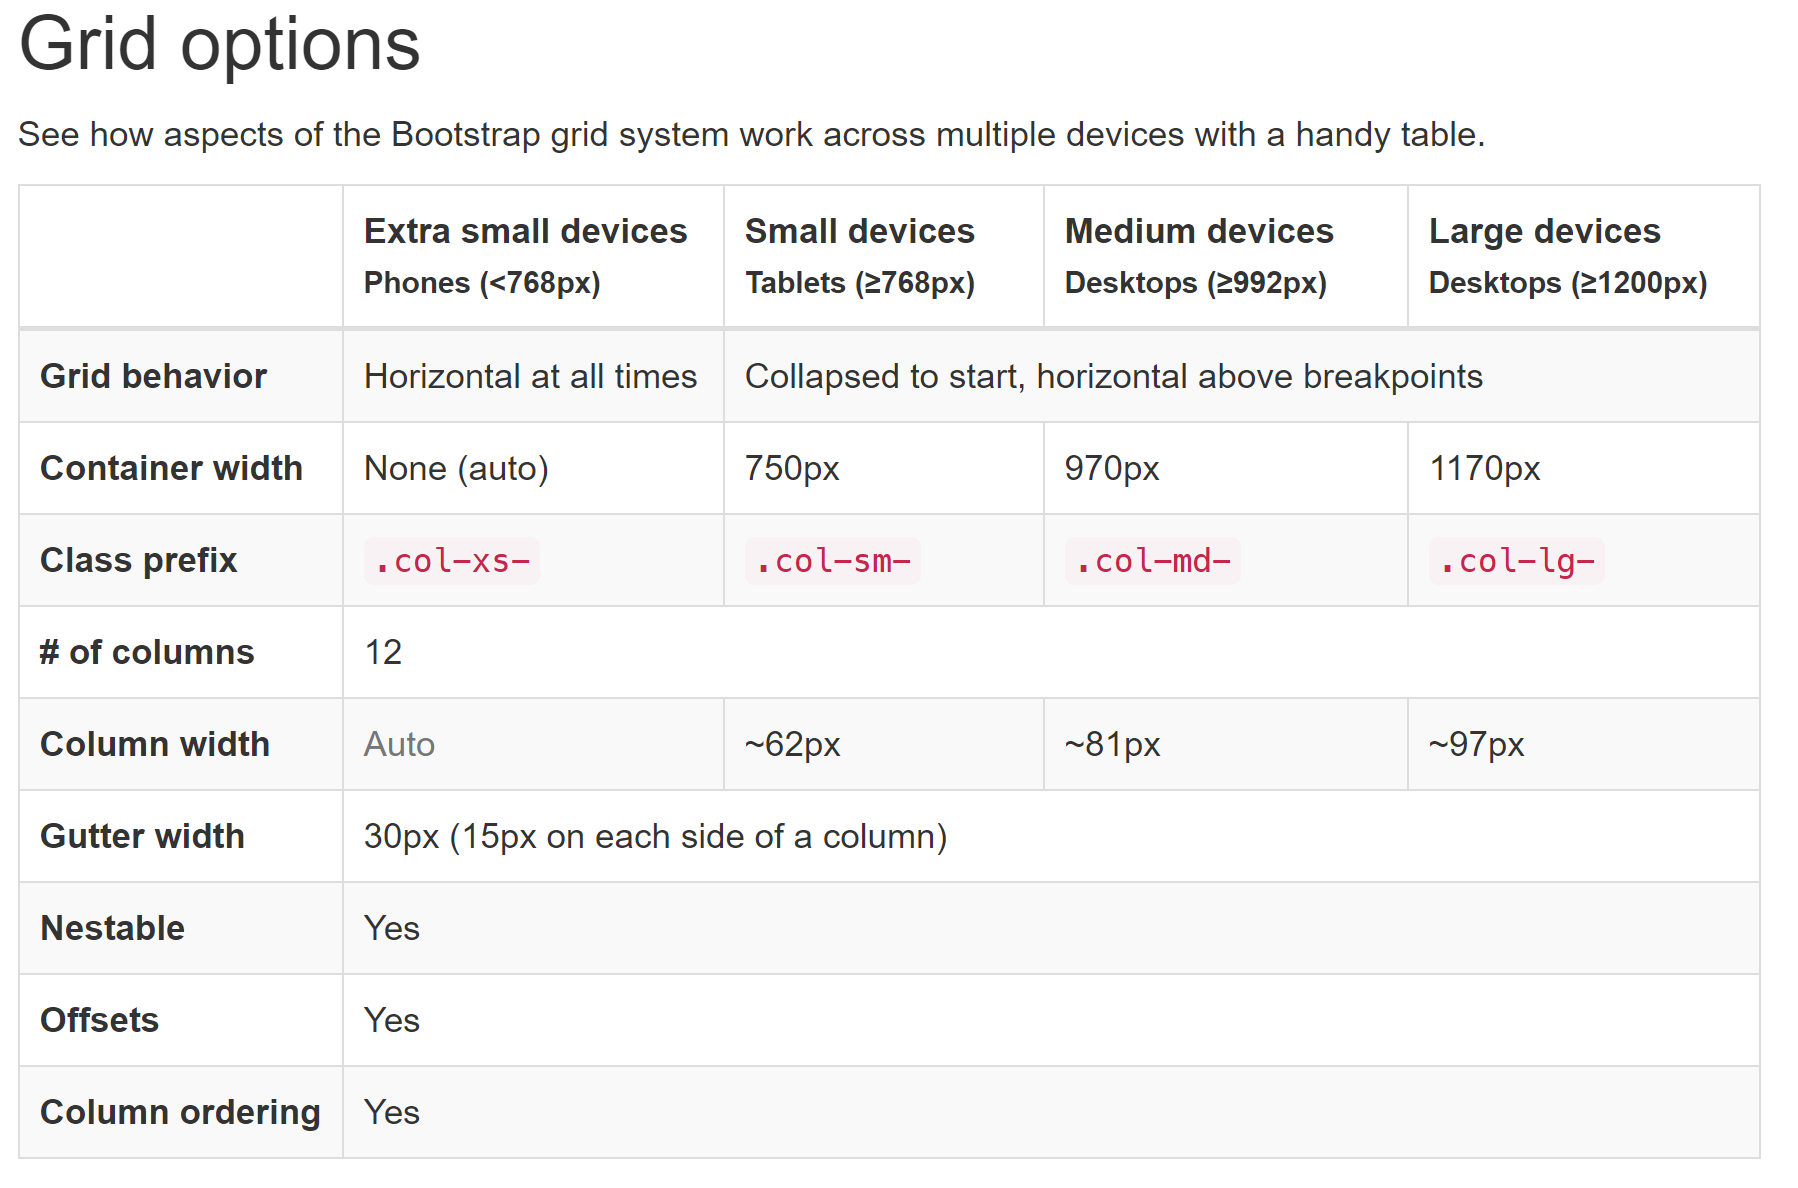 Grid options
See how aspects of the Bootstrap grid system work across multiple devices with a handy table.
Extra small devices Small devices Medium devices Large devices
Phones (<768px) Tablets (≥768px) Desktops (≥992px) Desktops (≥1200px)
Grid behavior Horizontal at all times Collapsed to start, horizontal above breakpoints
Container width None (auto) 750px 970px 1170px
Class prefix .col-xs- .col-sm- .col-md- .col-lg-
# of columns 12
Column width Auto ~62px ~81px ~97px
Gutter width 30px (15px on each side of a column)
Nestable Yes
Offsets Yes
Column ordering Yes